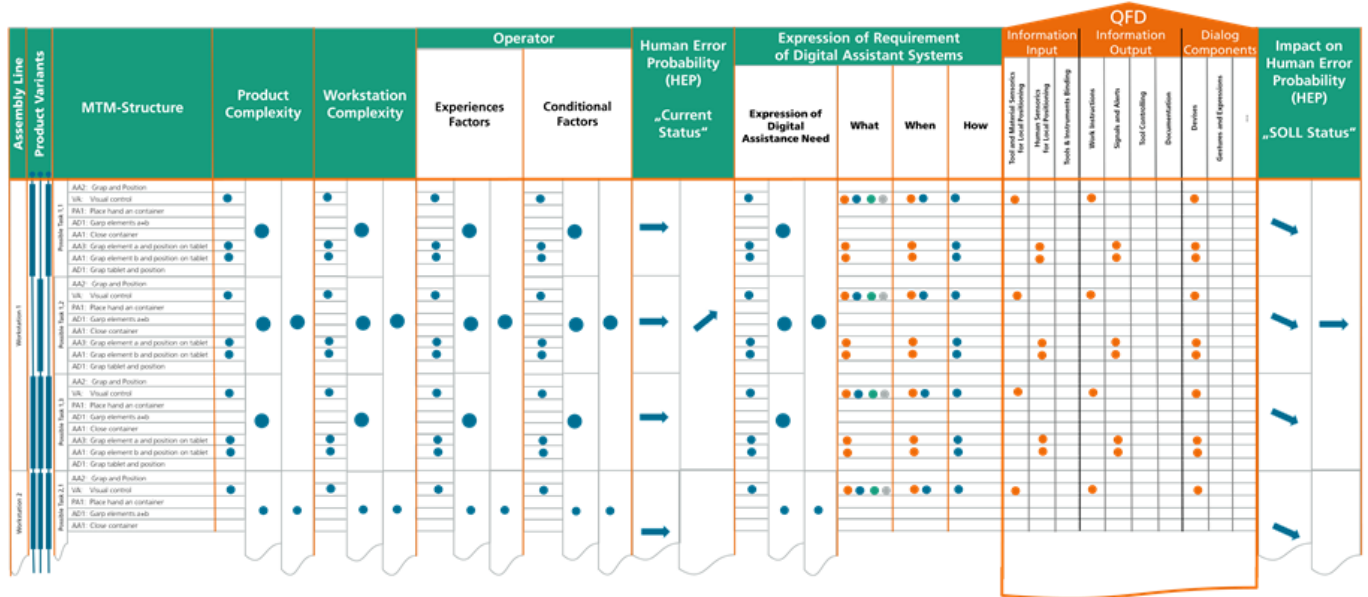 QFD
Assembly Line
Product Variants
MTM-Structure
Product
Complexity
Workstation
Complexity
Operator
Experiences
Factors
Conditional
Factors
Human Error
Probability
(HEP)
„Current
Status“
Expression of Requirement
of Digital Assistant Systems
Expression of
Digital
Assistance Need
What
When
How
Information
Input
Information
Output
Dialog
Components
Tool and Material Sensorics
for Local Positioning
Human Sensorics
for Local Positioning
Tools & Instruments Binding
Work Instructions
Signals and Alerts
Tool Controlling
Documentation
Devises
Gestures and Expressions
...
Impact on
Human Error
Probability
(HEP)
„SOLL Status“
Workstation 1
Possible Task 1,1
AA2: Grap and Position
VA: Visual control
PA1: Place hand an container
AD1: Garp elements awb
AA1: Close container
AA3: Grap element a and position on tablet
AA1: Grap element b and position on tablet
AD1: Grap tablet and position
Possible Task 1,2
AA2: Grap and Position
VA: Visual control
PA1: Place hand an container
AD1: Garp elements awb
AA1: Close container
AA3: Grap element a and position on tablet
AA1: Grap element b and position on tablet
AD1: Grap tablet and position
Possible Task 1,3
AA2: Grap and Position
VA: Visual control
PA1: Place hand an container
AD1: Garp elements awb
AA1: Close container
AA3: Grap element a and position on tablet
AA1: Grap element b and position on tablet
AD1: Grap tablet and position
Workstation 2
Possible Task 2,1
AA2: Grap and Position
VA: Visual control
PA1: Place hand an container
AD1: Garp elements awb
AA1: Close container